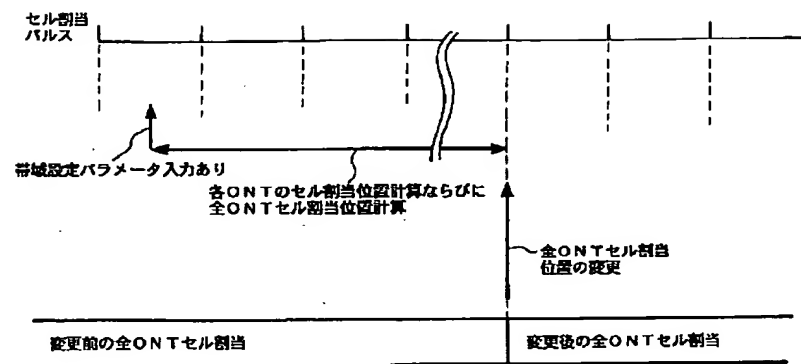 セル割当
パルス
帯域設定パラメータ入力あり
各ONTのセル割当位置計算ならびに
全ONTセル割当位置計算
全ONTセル割当
位置の変更
変更前の全ONTセル割当
変更後の全ONTセル割当